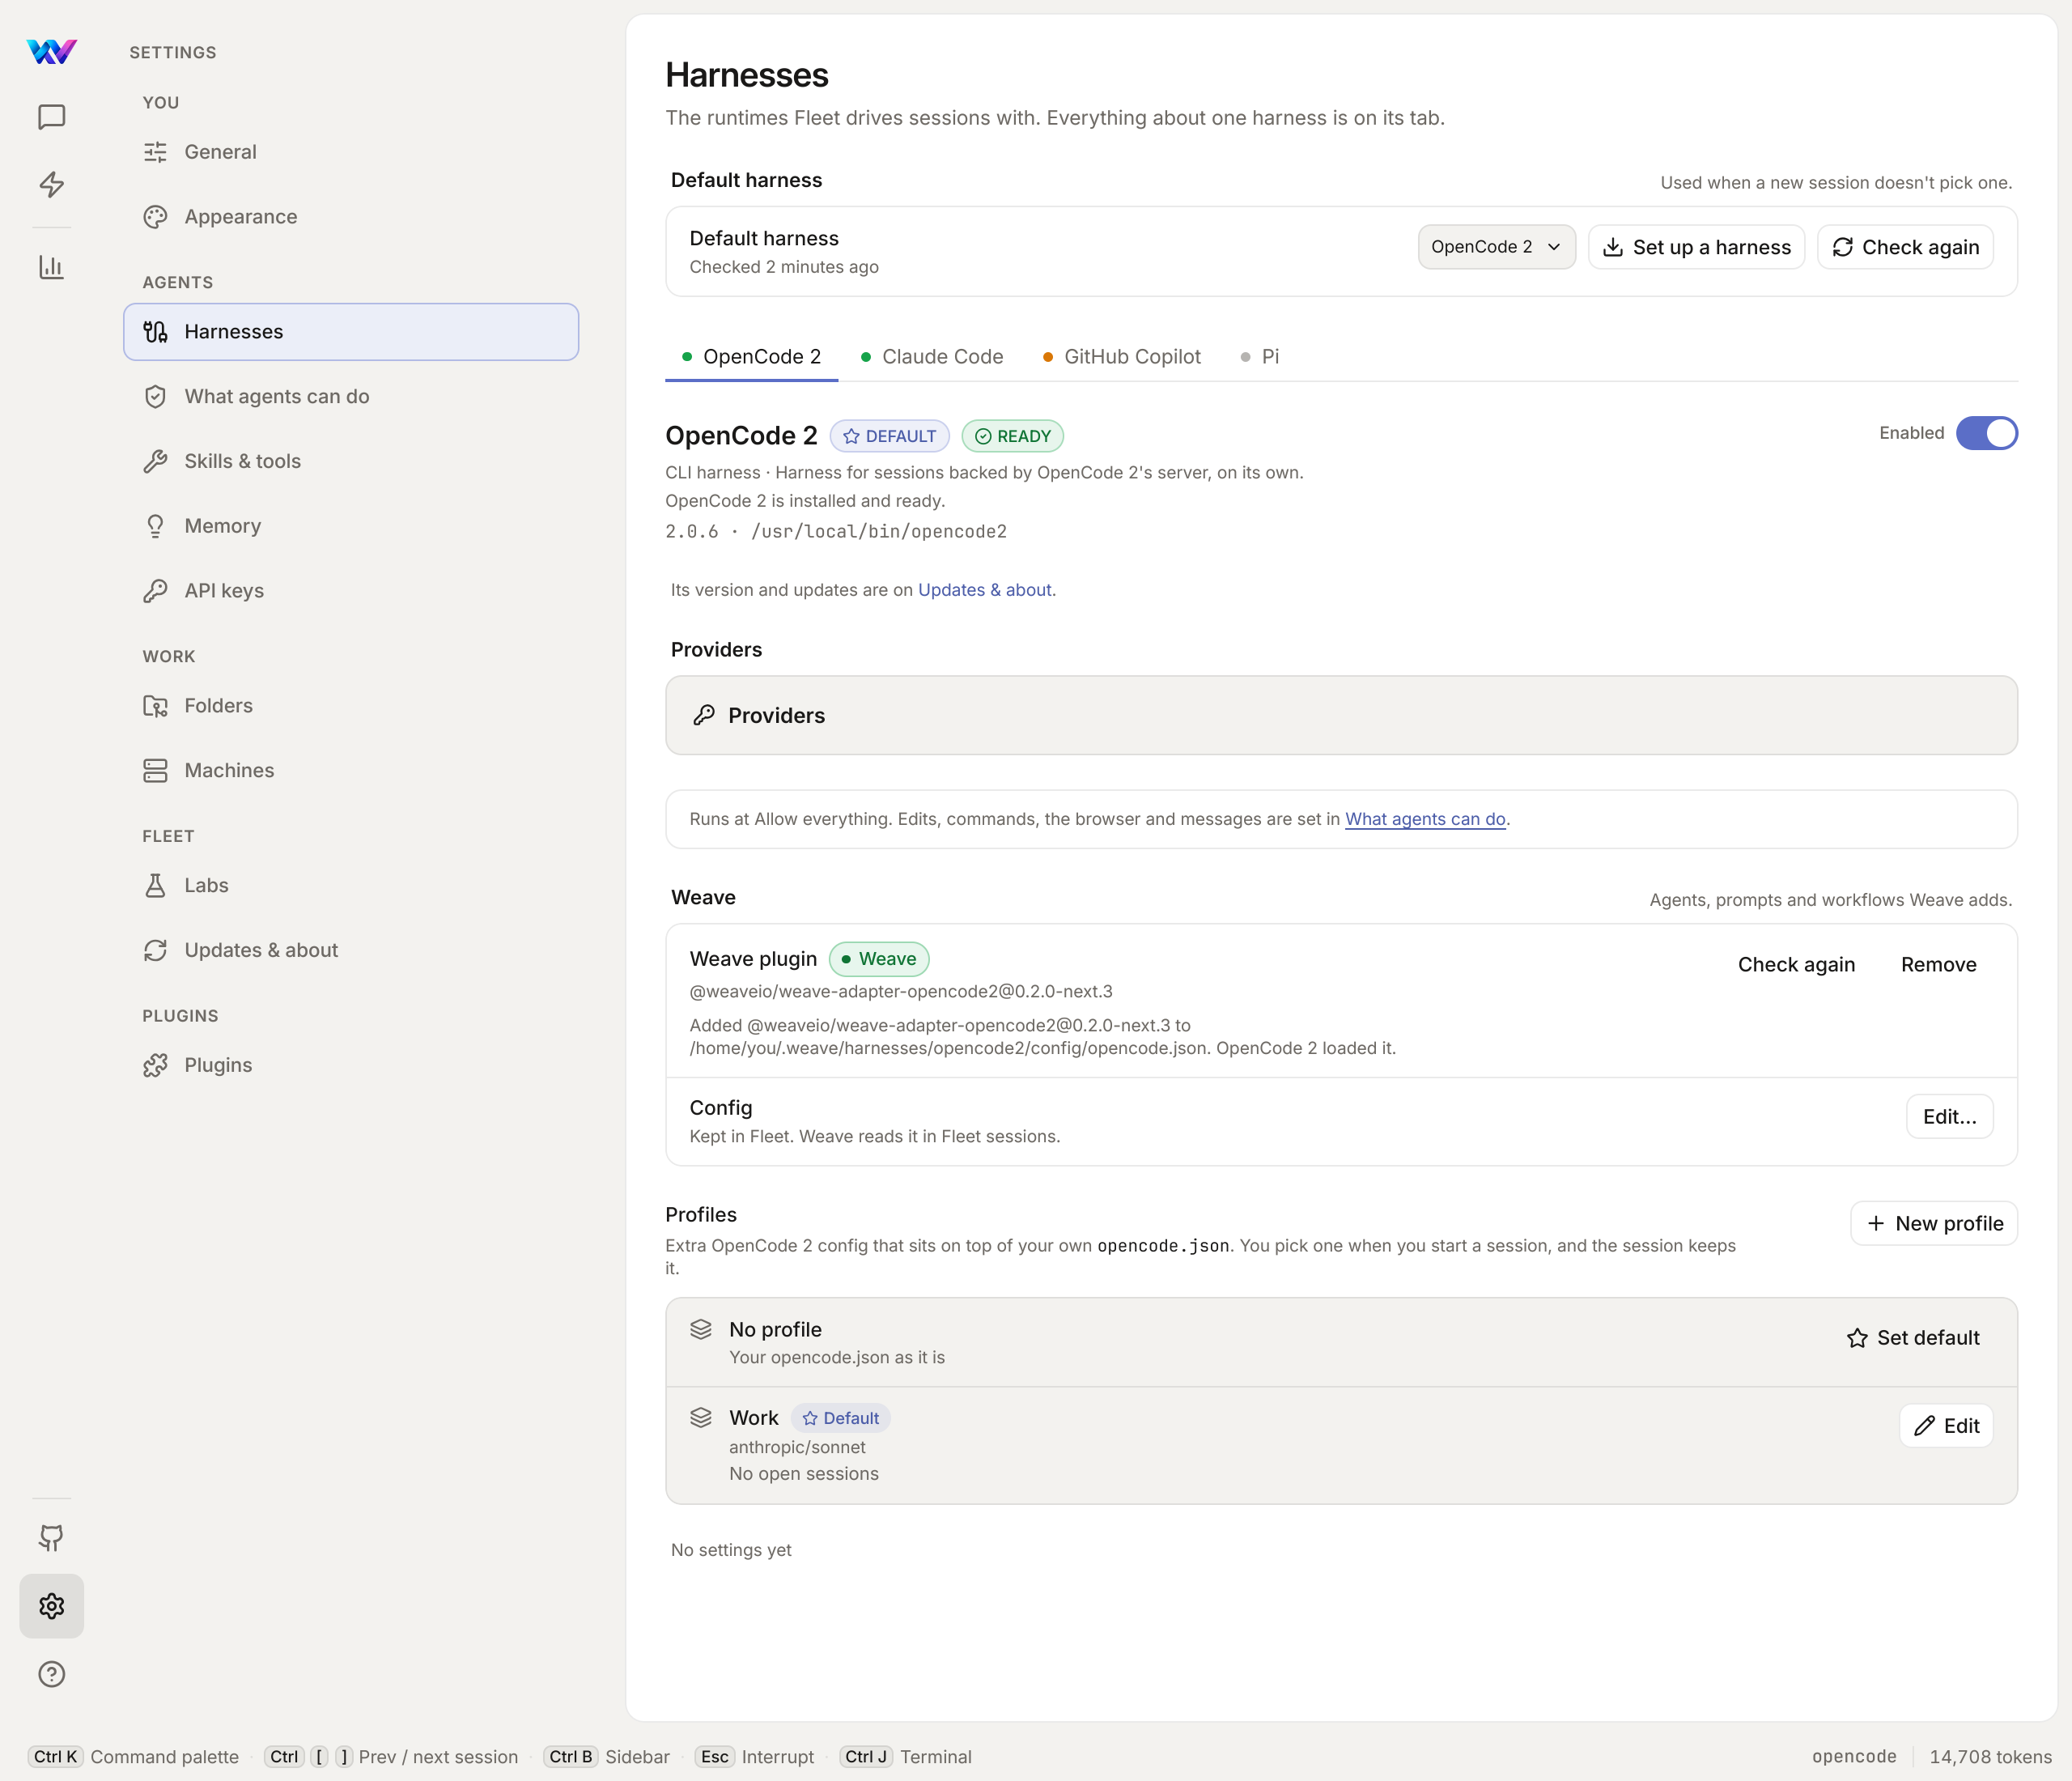 SETTINGS
YOU
General
Appearance
AGENTS
Harnesses
What agents can do
Skills & tools
Memory
API keys
WORK
Folders
Machines
FLEET
Labs
Updates & about
PLUGINS
Plugins
Harnesses
The runtimes Fleet drives sessions with. Everything about one harness is on its tab.
Default harness
Used when a new session doesn't pick one.
Default harness
Checked 2 minutes ago
OpenCode 2
Set up a harness
Check again
OpenCode 2
Claude Code
GitHub Copilot
Pi
OpenCode 2
DEFAULT
READY
Enabled
CLI harness · Harness for sessions backed by OpenCode 2's server, on its own.
OpenCode 2 is installed and ready.
2.0.6 · /usr/local/bin/opencode2
Its version and updates are on Updates & about.
Providers
Providers
Runs at Allow everything. Edits, commands, the browser and messages are set in What agents can do.
Weave
Agents, prompts and workflows Weave adds.
Weave plugin
Weave
Check again
Remove
@weaveio/weave-adapter-opencode2@0.2.0-next.3
Added @weaveio/weave-adapter-opencode2@0.2.0-next.3 to
/home/you/.weave/harnesses/opencode2/config/opencode.json. OpenCode 2 loaded it.
Config
Kept in Fleet. Weave reads it in Fleet sessions.
Edit...
Profiles
New profile
Extra OpenCode 2 config that sits on top of your own opencode.json. You pick one when you start a session, and the session keeps
it.
No profile
Your opencode.json as it is
Set default
Work
Default
anthropic/sonnet
No open sessions
Edit
No settings yet
Ctrl K Command palette · Ctrl [ ] Prev / next session · Ctrl B Sidebar · Esc Interrupt · Ctrl J Terminal
opencode
14,708 tokens